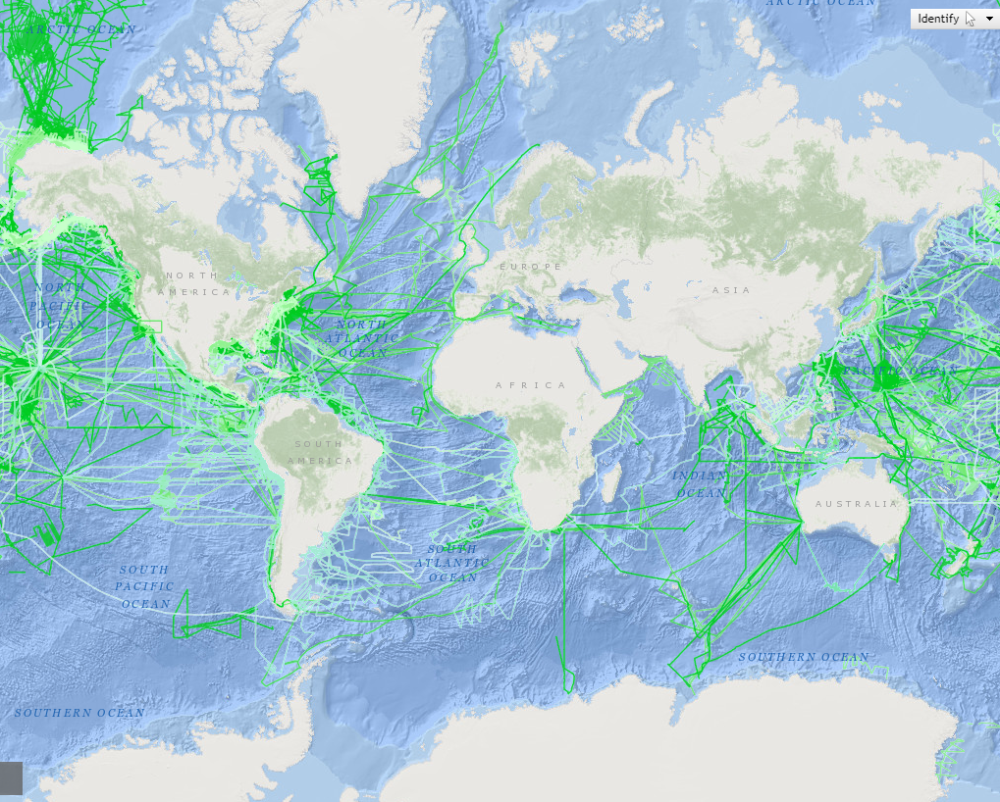 ARCTIC OCEAN
ARCTIC OCEAN
Identify
NORTH
AMERICA
EUROPE
ASIA
NORTH
PACIFIC
OCEAN
NORTH
ATLANTIC
OCEAN
AFRICA
PACIFIC OCEAN
SOUTH
AMERICA
INDIAN
OCEAN
AUSTRALIA
SOUTH
ATLANTIC
OCEAN
SOUTH
PACIFIC
OCEAN
SOUTHERN OCEAN
SOUTHERN OCEAN